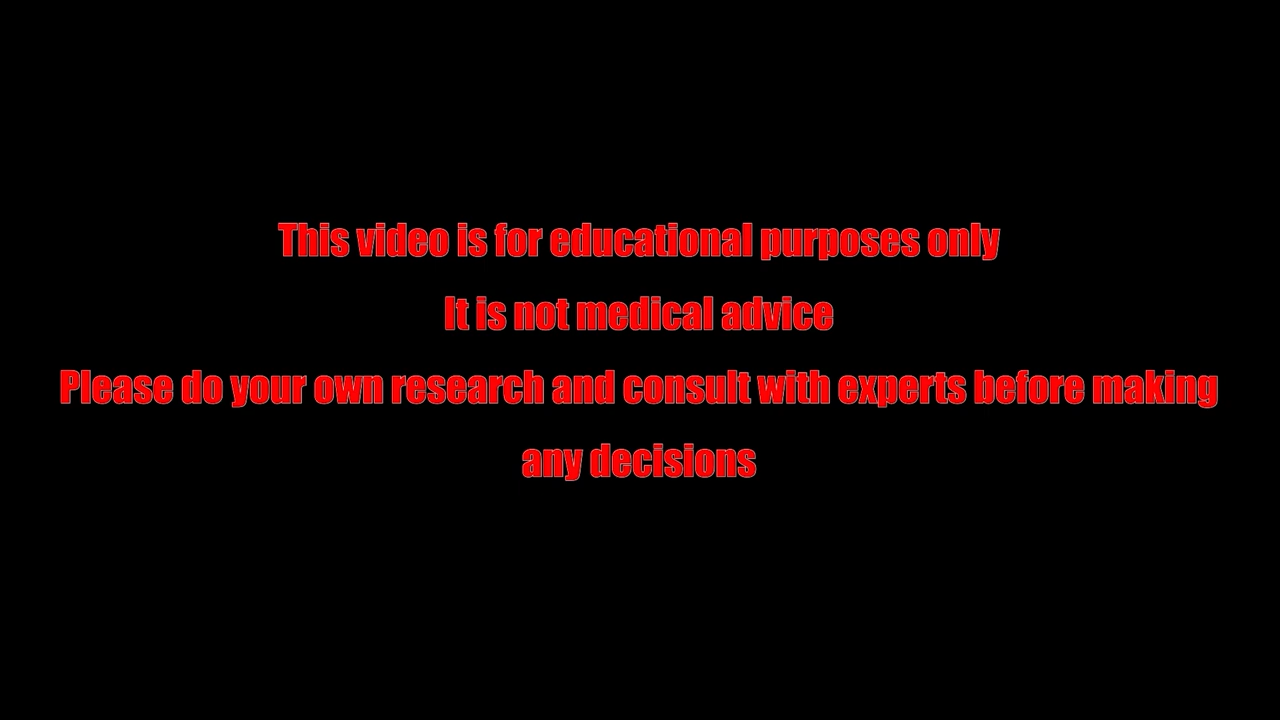 This video is for educational purposes only
It is not medical advice
Please do your own research and consult with experts before making
any decisions